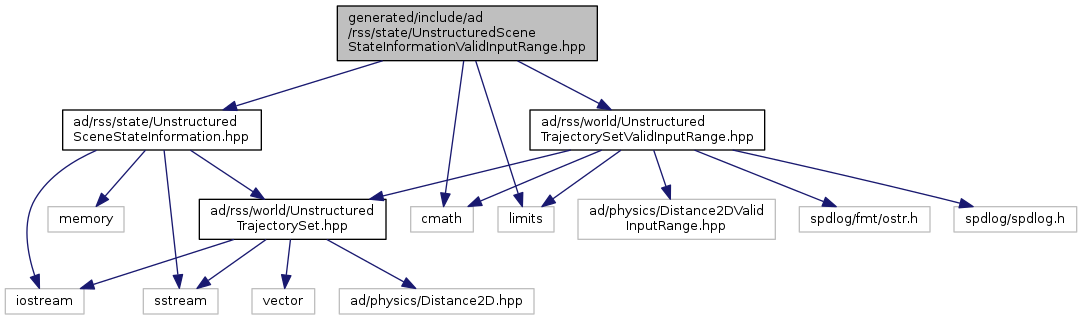 generated/include/ad
/rss/state/UnstructuredScene
StateInformationValidInputRange.hpp
ad/rss/state/Unstructured
SceneStateInformation.hpp
ad/rss/world/Unstructured
TrajectorySetValidInputRange.hpp
memory
ad/rss/world/Unstructured
TrajectorySet.hpp
cmath
limits
ad/physics/Distance2DValid
InputRange.hpp
spdlog/fmt/ostr.h
spdlog/spdlog.h
iostream
sstream
vector
ad/physics/Distance2D.hpp